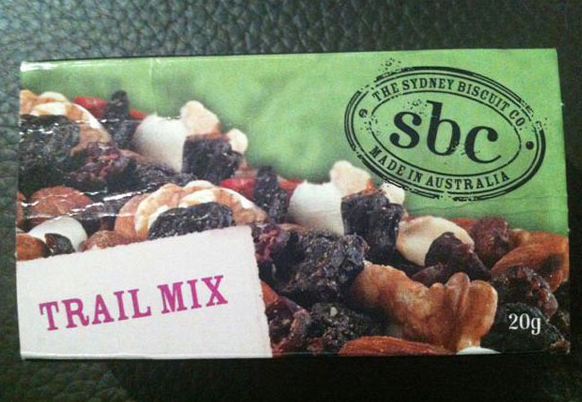 THE SYDNEY BISCUIT CO.
sbc
MADE IN AUSTRALIA
TRAIL MIX
20g